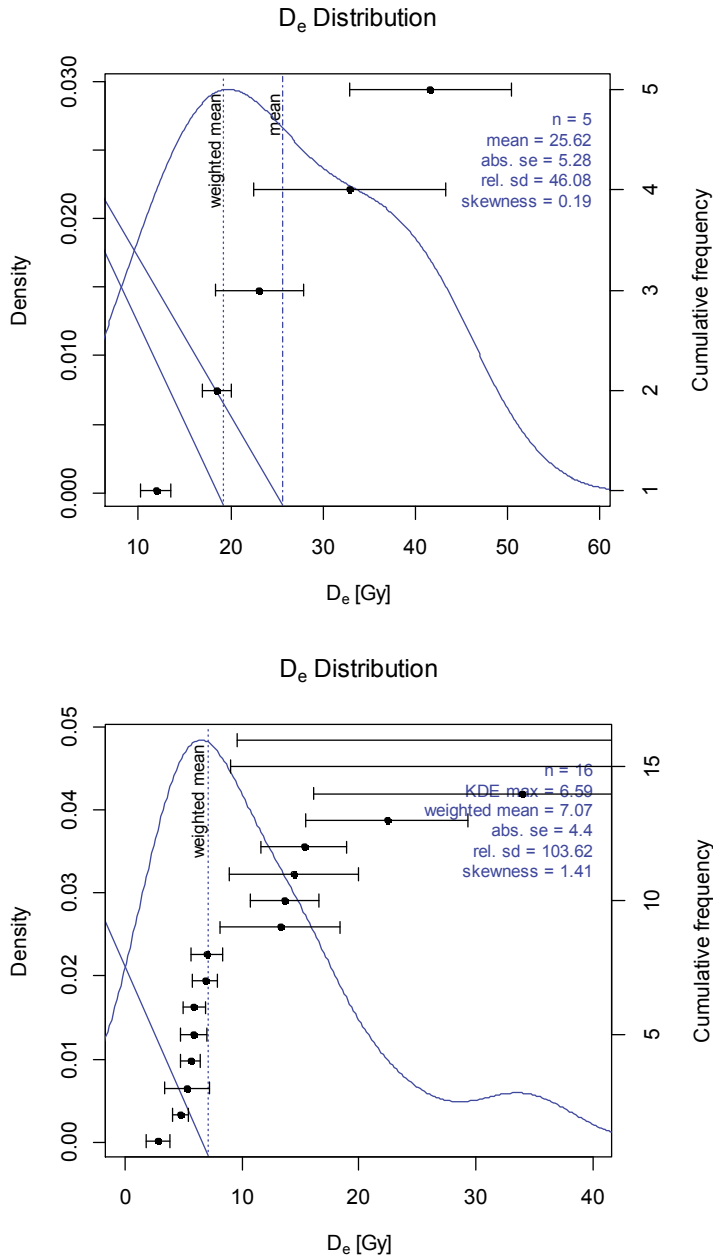 De Distribution
0.030
0.020
0.010
0.000
Density
weighted mean
mean
n = 5
mean = 25.62
abs. se = 5.28
rel. sd = 46.08
skewness = 0.19
5
4
3
2
1
Cumulative frequency
10 20 30 40 50 60
De [Gy]
De Distribution
0.05
0.04
0.03
0.02
0.01
0.00
Density
weighted mean
n = 16
KDE max = 6.59
weighted mean = 7.07
abs. se = 4.4
rel. sd = 103.62
skewness = 1.41
15
10
5
Cumulative frequency
0 10 20 30 40
De [Gy]